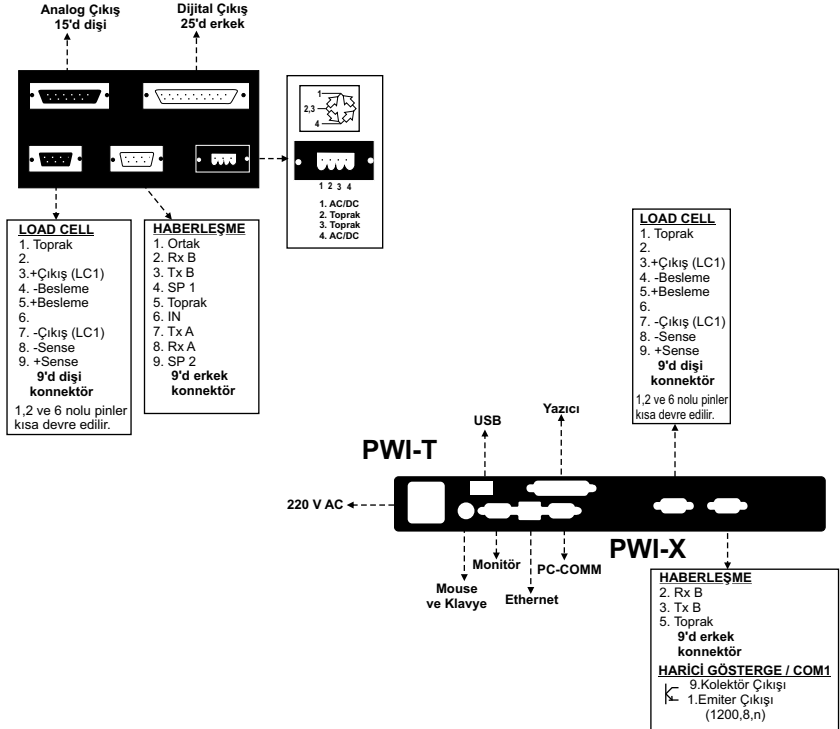 Analog Çıkış
15'd dişi
Dijital Çıkış
25'd erkek
1
2,3
4
1 2 3 4
1. AC/DC
2. Toprak
3. Toprak
4. AC/DC
LOAD CELL
1. Toprak
2.
3.+Çıkış (LC1)
4. -Besleme
5.+Besleme
6.
7. -Çıkış (LC1)
8. -Sense
9. +Sense
9'd dişi
konnektör
1,2 ve 6 nolu pinler
kısa devre edilir.
HABERLEŞME
1. Ortak
2. Rx B
3. Tx B
4. SP 1
5. Toprak
6. IN
7. Tx A
8. Rx A
9. SP 2
9'd erkek
konnektör
LOAD CELL
1. Toprak
2.
3.+Çıkış (LC1)
4. -Besleme
5.+Besleme
6.
7. -Çıkış (LC1)
8. -Sense
9. +Sense
9'd dişi
konnektör
1,2 ve 6 nolu pinler
kısa devre edilir.
PWI-T
USB
Yazıcı
220 V AC
PWI-X
Mouse
ve Klavye
Monitör
Ethernet
PC-COMM
HABERLEŞME
2. Rx B
3. Tx B
5. Toprak
9'd erkek
konnektör
HARİCİ GÖSTERGE / COM1
9.Kolektör Çıkışı
1.Emiter Çıkışı
(1200,8,n)